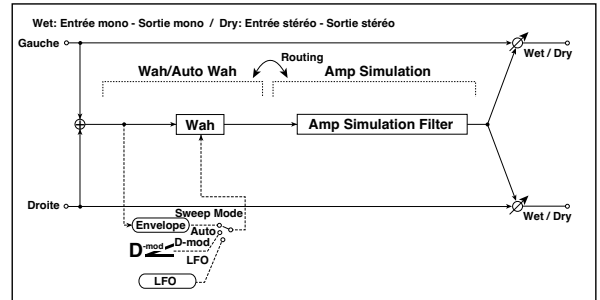 Wet: Entrée mono - Sortie mono / Dry: Entrée stéréo - Sortie stéréo
Gauche
Wet / Dry
Routing
Wah/Auto Wah
Amp Simulation
Wah
Amp Simulation Filter
Droite
Wet / Dry
Sweep Mode
Envelope
Auto
D-mod
D-mod
LFO
LFO